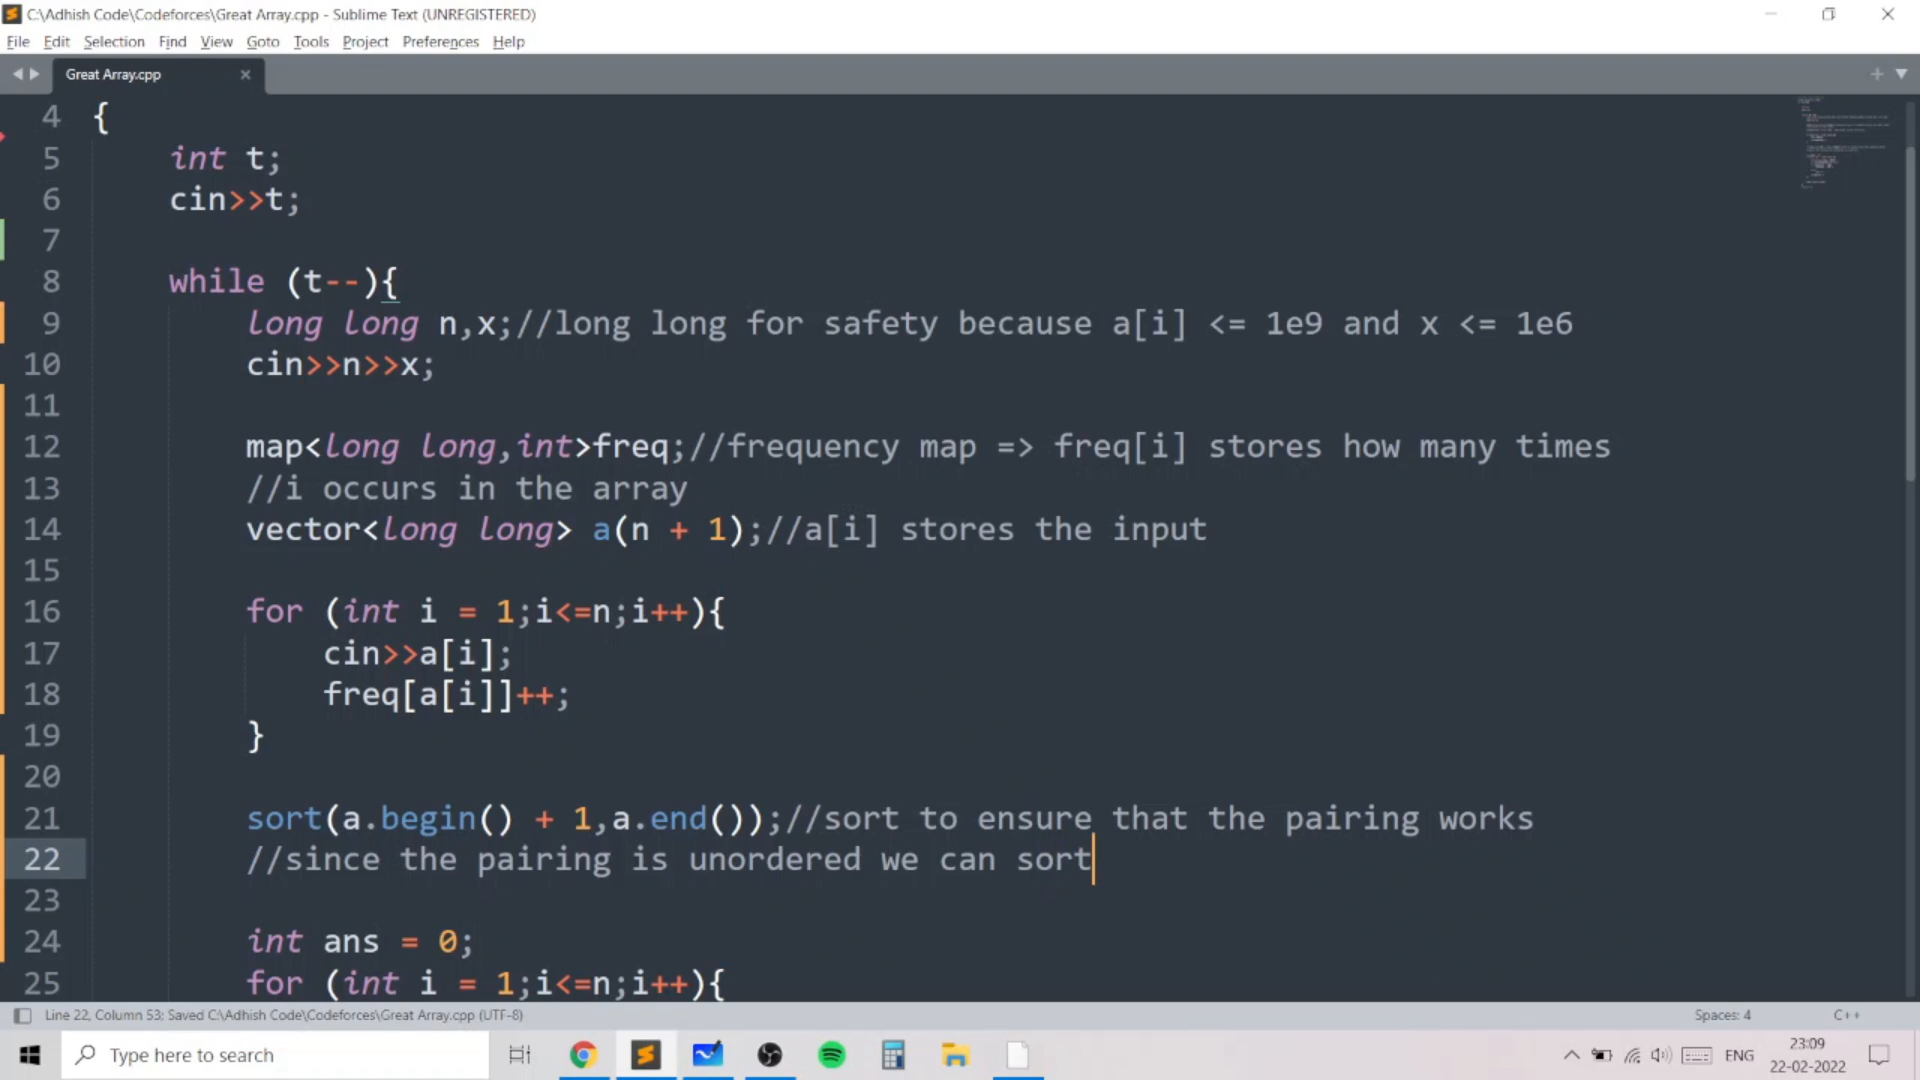 C:\Adhish Code\Codeforces\Great Array.cpp - Sublime Text (UNREGISTERED)
File Edit Selection Find View Goto Tools Project Preferences Help
Great Array.cpp
4 {
5 int t;
6 cin>>t;
7
8 while (t--){
9 long long n,x;//long long for safety because a[i] <= 1e9 and x <= 1e6
10 cin>>n>>x;
11
12 map<long long,int>freq;//frequency map => freq[i] stores how many times
13 //i occurs in the array
14 vector<long long> a(n + 1);//a[i] stores the input
15
16 for (int i = 1;i<=n;i++){
17 cin>>a[i];
18 freq[a[i]]++;
19 }
20
21 sort(a.begin() + 1,a.end());//sort to ensure that the pairing works
22 //since the pairing is unordered we can sort
23
24 int ans = 0;
25 for (int i = 1;i<=n;i++){
Line 22, Column 53; Saved C:\Adhish Code\Codeforces\Great Array.cpp (UTF-8)
Spaces: 4
C++
Type here to search
ENG
23:09
22-02-2022